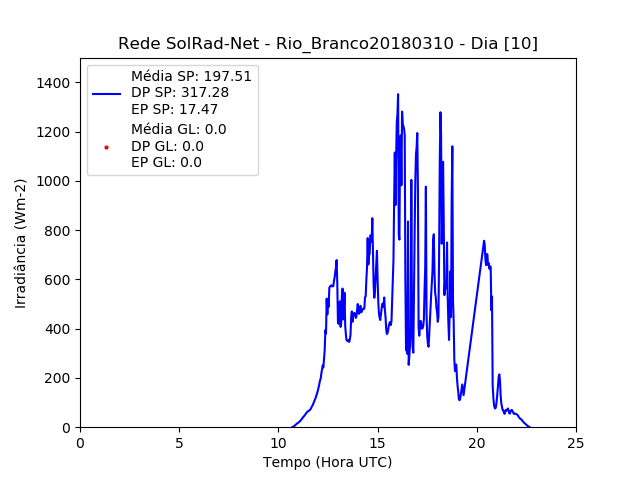 Rede SolRad-Net - Rio_Branco20180310 - Dia [10]
Média SP: 197.51
DP SP: 317.28
EP SP: 17.47
Média GL: 0.0
DP GL: 0.0
EP GL: 0.0
Irradiância (Wm-2)
1400
1200
1000
800
600
400
200
0
0 5 10 15 20 25
Tempo (Hora UTC)